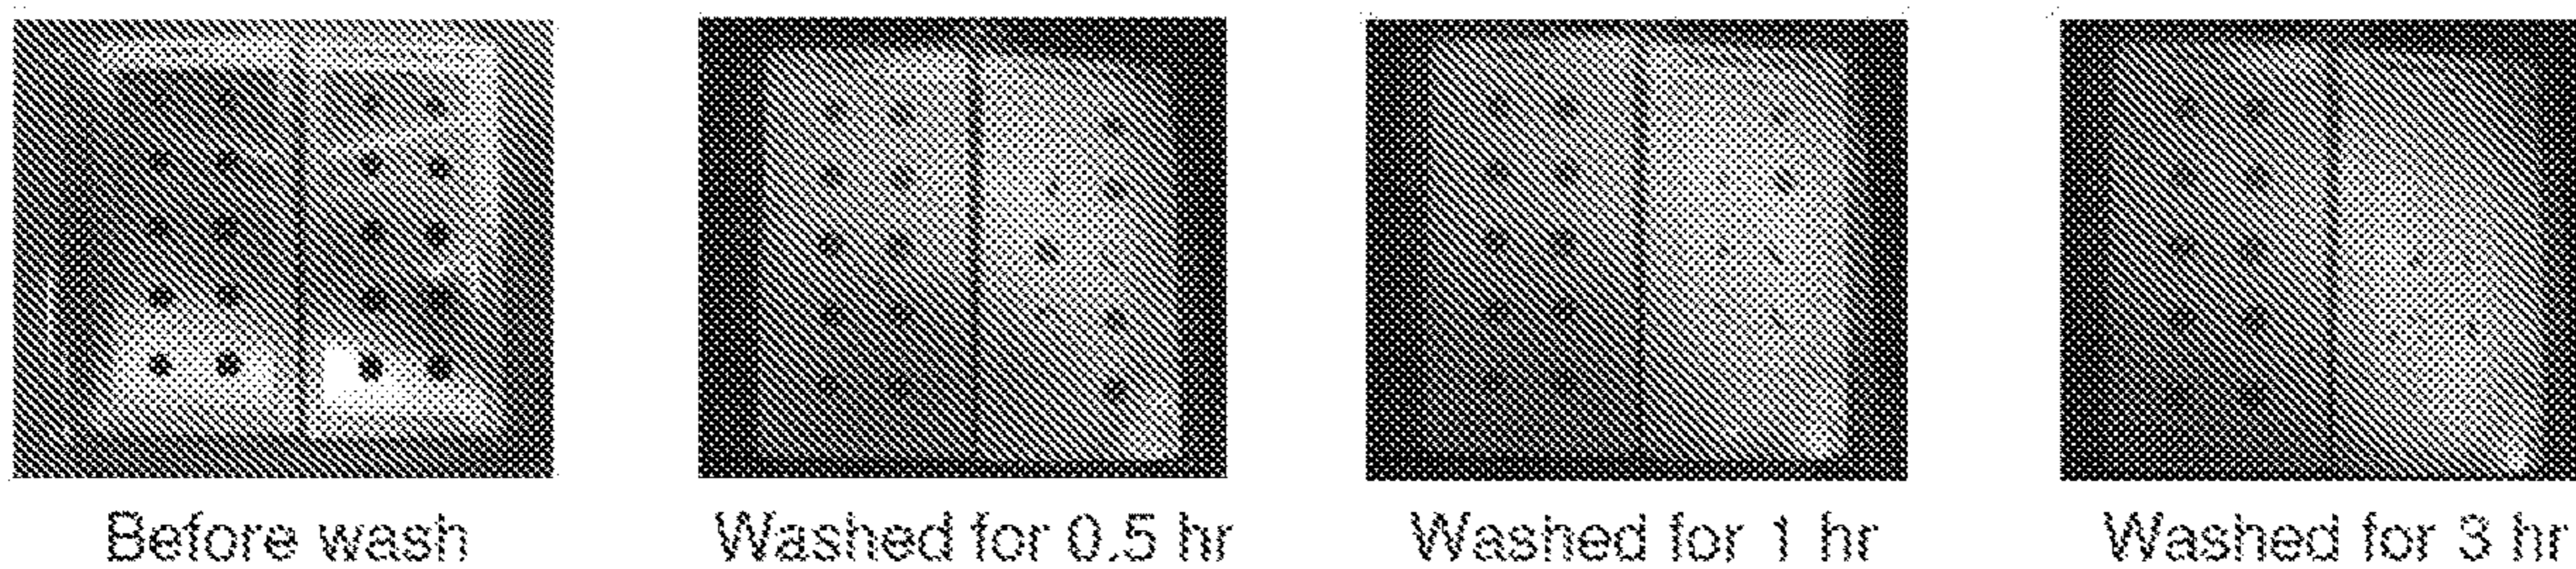 Before wash
Washed for 0.5 hr
Washed for 1 hr
Washed for 3 hr